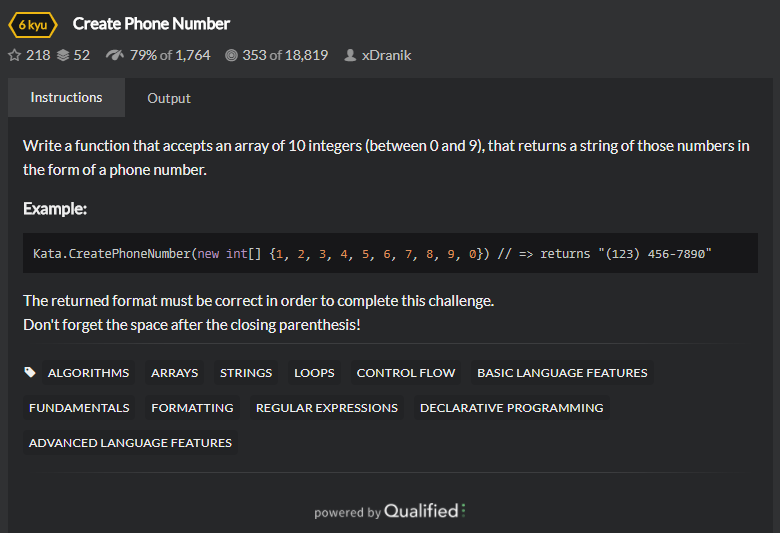 6 kyu Create Phone Number
218 52 79% of 1,764 353 of 18,819 xDranik
Instructions Output
Write a function that accepts an array of 10 integers (between 0 and 9), that returns a string of those numbers in
the form of a phone number.
Example:
Kata.CreatePhoneNumber(new int[] {1, 2, 3, 4, 5, 6, 7, 8, 9, 0}) // => returns "(123) 456-7890"
The returned format must be correct in order to complete this challenge.
Don't forget the space after the closing parenthesis!
ALGORITHMS ARRAYS STRINGS LOOPS CONTROL FLOW BASIC LANGUAGE FEATURES
FUNDAMENTALS FORMATTING REGULAR EXPRESSIONS DECLARATIVE PROGRAMMING
ADVANCED LANGUAGE FEATURES
powered by Qualified